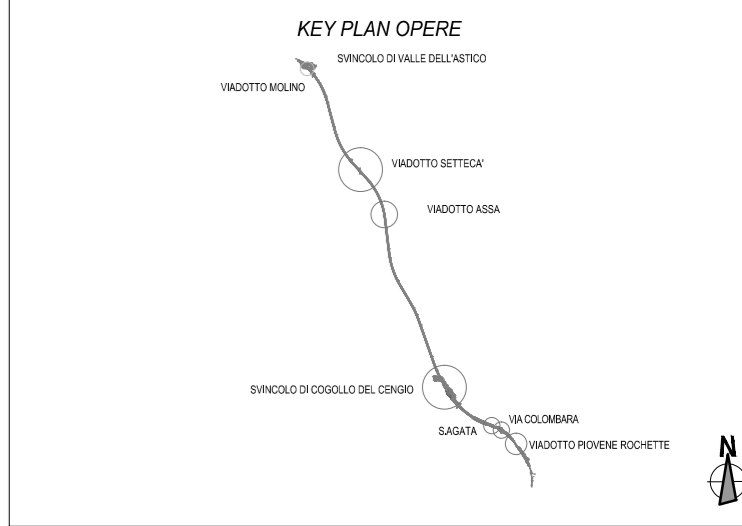 KEY PLAN OPERE
SVINCOLO DI VALLE DELL'ASTICO
VIADOTTO MOLINO
VIADOTTO SETTECA'
VIADOTTO ASSA
SVINCOLO DI COGOLLO DEL CENGIO
VIA COLOMBARA
S.AGATA
VIADOTTO PIOVENE ROCHETTE
N